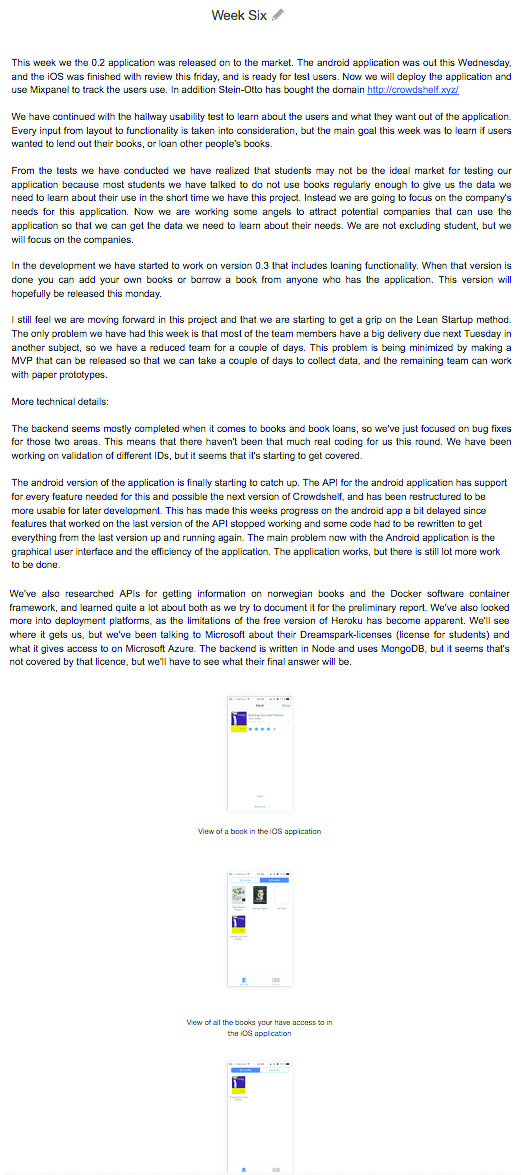 Week Six
This week we the 0.2 application was released on to the market. The android application was out this Wednesday,
and the iOS was finished with review this friday, and is ready for test users. Now we will deploy the application and
use Mixpanel to track the users use. In addition Stein-Otto has bought the domain http://crowdshelf.xyz/
We have continued with the hallway usability test to learn about the users and what they want out of the application.
Every input from layout to functionality is taken into consideration, but the main goal this week was to learn if users
wanted to lend out their books, or loan other people's books.
From the tests we have conducted we have realized that students may not be the ideal market for testing our
application because most students we have talked to do not use books regularly enough to give us the data we
need to learn about their use in the short time we have this project. Instead we are going to focus on the company's
needs for this application. Now we are working some angels to attract potential companies that can use the
application so that we can get the data we need to learn about their needs. We are not excluding student, but we
will focus on the companies.
In the development we have started to work on version 0.3 that includes loaning functionality. When that version is
done you can add your own books or borrow a book from anyone who has the application. This version will
hopefully be released this monday.
I still feel we are moving forward in this project and that we are starting to get a grip on the Lean Startup method.
The only problem we have had this week is that most of the team members have a big delivery due next Tuesday in
another subject, so we have a reduced team for a couple of days. This problem is being minimized by making a
MVP that can be released so that we can take a couple of days to collect data, and the remaining team can work
with paper prototypes.
More technical details:
The backend seems mostly completed when it comes to books and book loans, so we've just focused on bug fixes
for those two areas. This means that there haven't been that much real coding for us this round. We have been
working on validation of different IDs, but it seems that it's starting to get covered.
The android version of the application is finally starting to catch up. The API for the android application has support
for every feature needed for this and possible the next version of Crowdshelf, and has been restructured to be
more usable for later development. This has made this weeks progress on the android app a bit delayed since
features that worked on the last version of the API stopped working and some code had to be rewritten to get
everything from the last version up and running again. The main problem now with the Android application is the
graphical user interface and the efficiency of the application. The application works, but there is still lot more work
to be done.
We've also researched APIs for getting information on norwegian books and the Docker software container
framework, and learned quite a lot about both as we try to document it for the preliminary report. We've also looked
more into deployment platforms, as the limitations of the free version of Heroku has become apparent. We'll see
where it gets us, but we've been talking to Microsoft about their Dreamspark-licenses (license for students) and
what it gives access to on Microsoft Azure. The backend is written in Node and uses MongoDB, but it seems that's
not covered by that licence, but we'll have to see what their final answer will be.
View of a book in the iOS application
View of all the books your have access to in
the iOS application